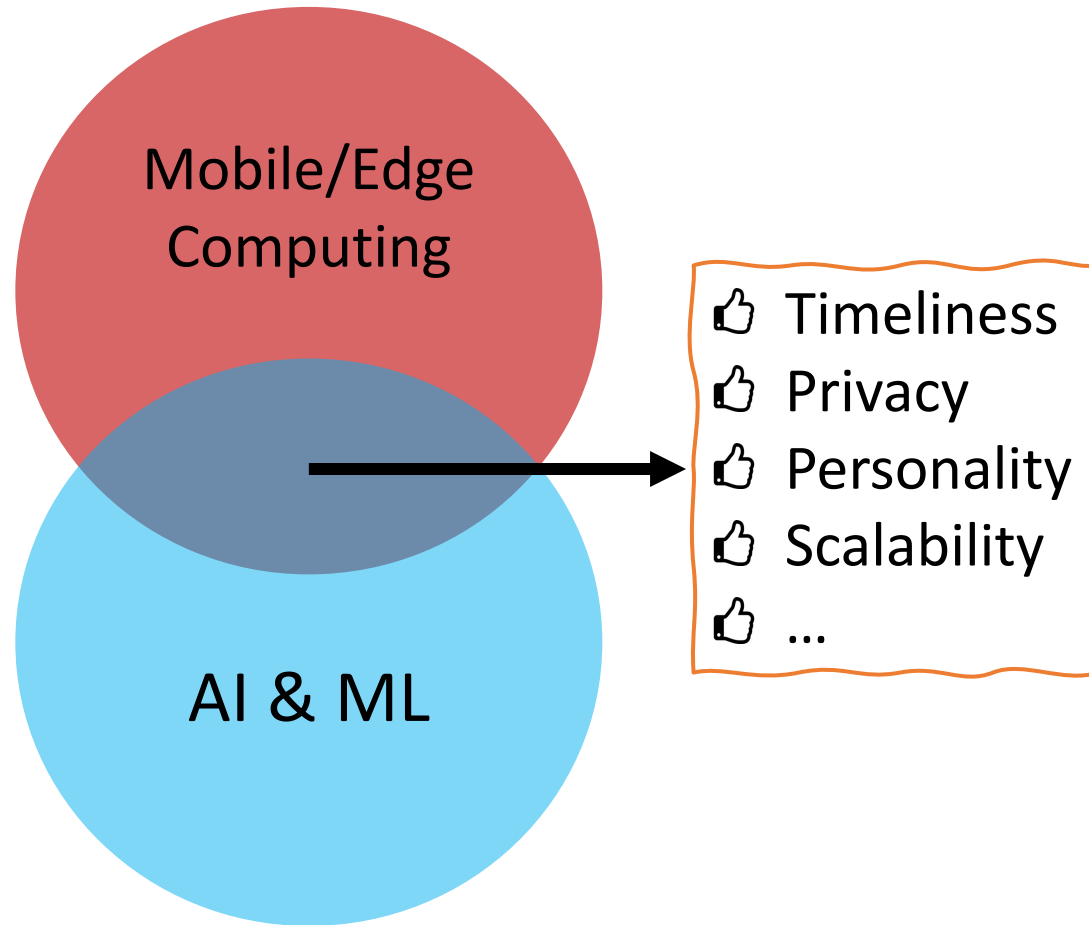 Mobile/Edge
Computing
Timeliness
Privacy
Personality
Scalability
...
AI & ML